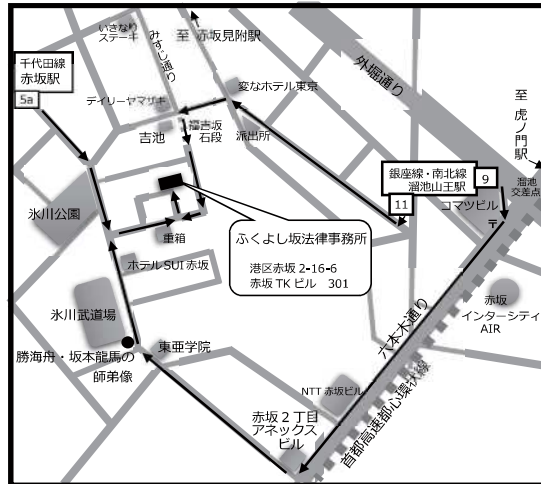 いきなり
ステーキ
みすじ通り
至 赤坂見附駅
外堀通り
千代田線
赤坂駅
5a
変なホテル東京
デイリーヤマザキ
至 虎ノ門駅
吉池
福吉坂
石段
派出所
銀座線・南北線
溜池山王駅
9
11
溜池
交差点
コマツビル
〒
氷川公園
重箱
ふくよし坂法律事務所
港区赤坂 2-16-6
赤坂 TK ビル 301
ホテル SUI 赤坂
赤坂
インターシティ
AIR
六本木通り
首都高速都心環状線
氷川武道場
勝海舟・坂本龍馬の
師弟像
東亜学院
NTT 赤坂ビル
赤坂 2 丁目
アネックス
ビル